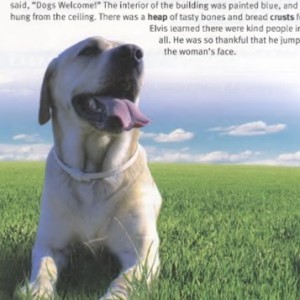 said, "Dogs Welcome!" The interior of the building was painted blue, and
hung from the ceiling. There was a heap of tasty bones and bread crusts f
Elvis learned there were kind people in
all. He was so thankful that he jump
the woman's face.